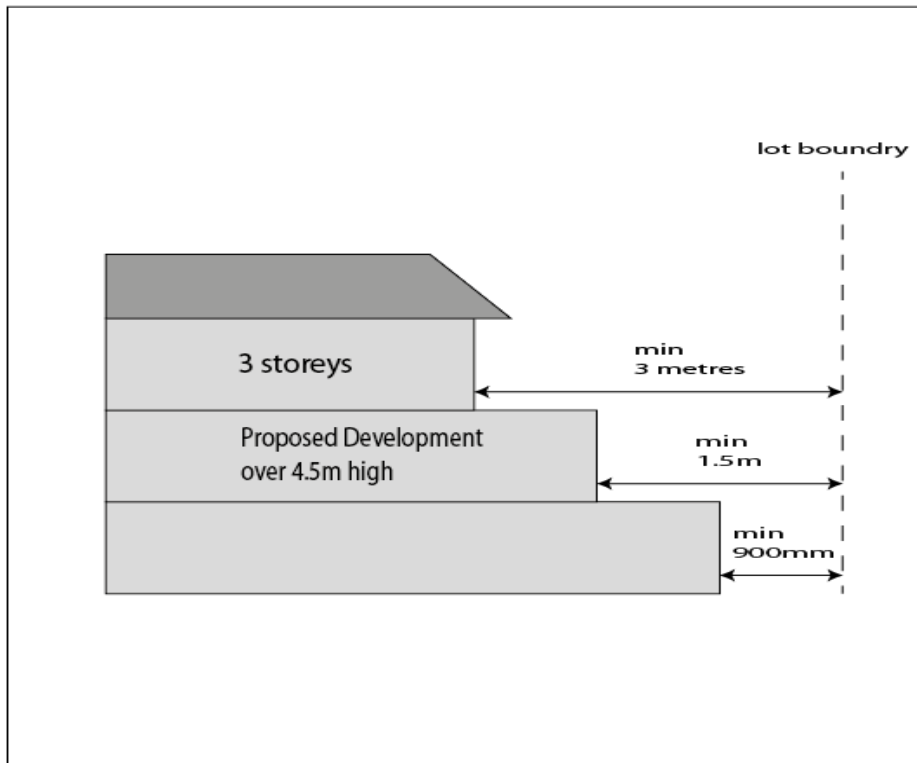 lot boundry
3 storeys
min
3 metres
Proposed Development
over 4.5m high
min
1.5m
min
900mm